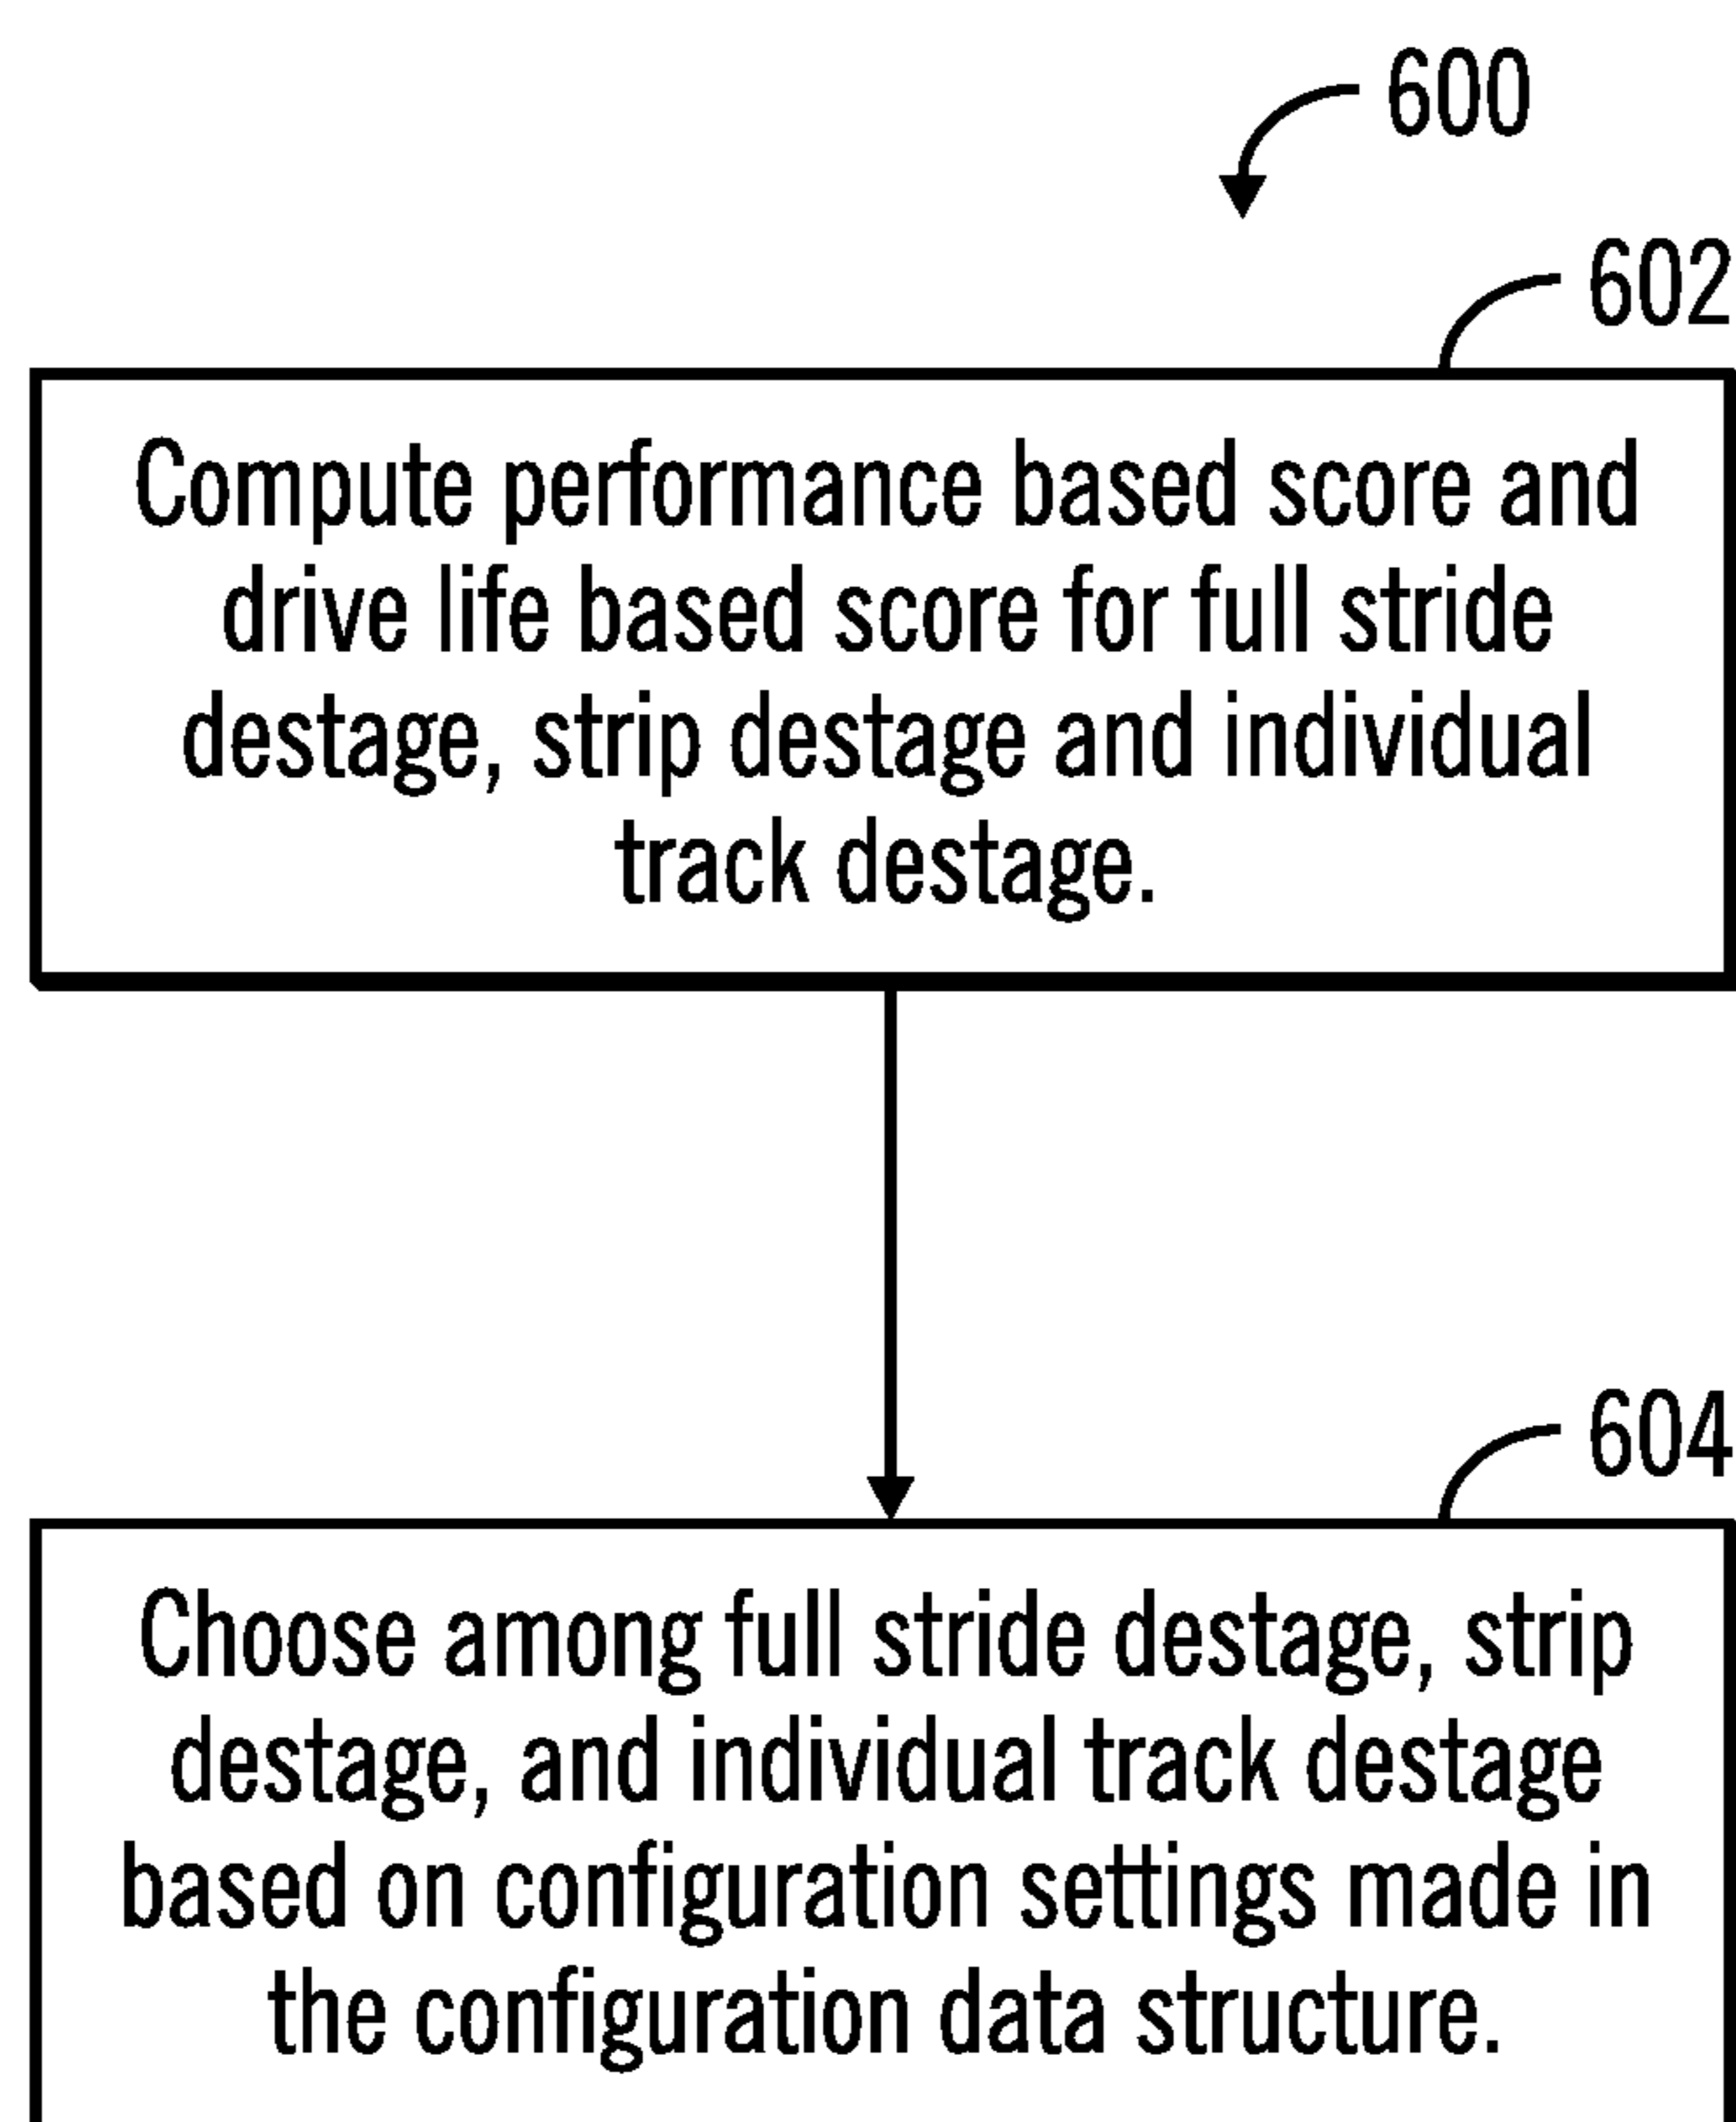 600
602
Compute performance based score and
drive life based score for full stride
destage, strip destage and individual
track destage.
604
Choose among full stride destage, strip
destage, and individual track destage
based on configuration settings made in
the configuration data structure.